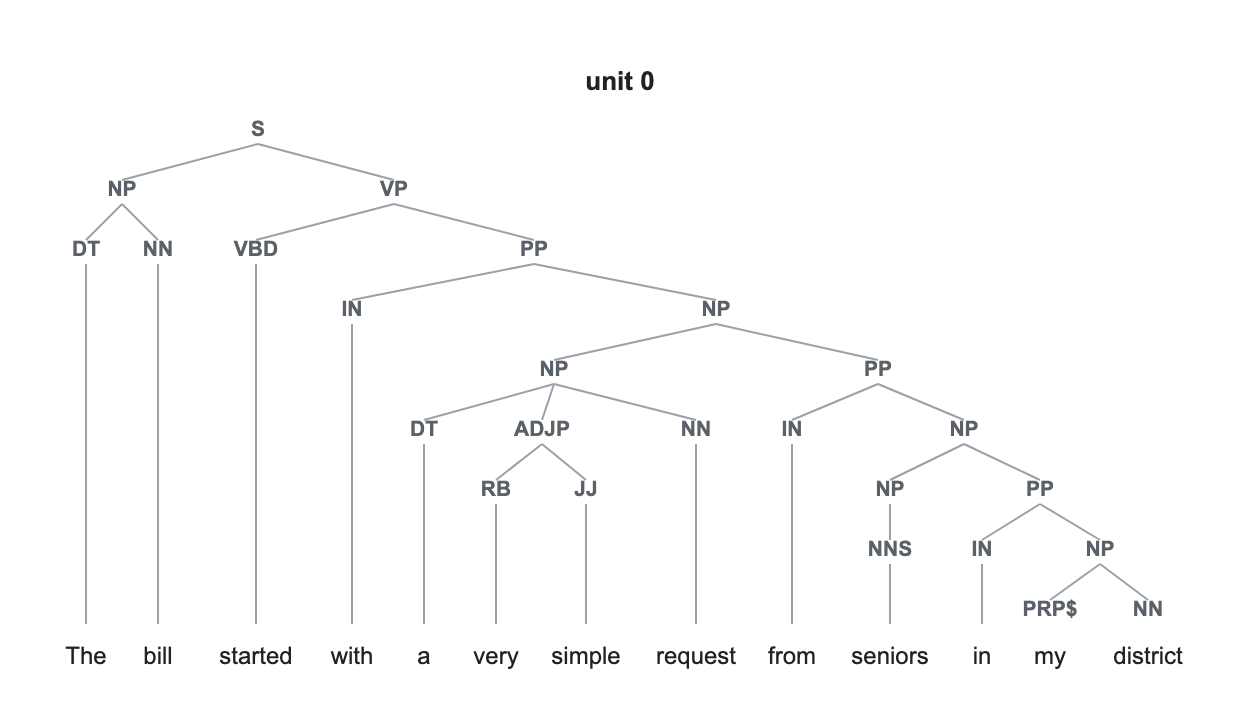 unit 0
S
NP VP
DT NN VBD PP
IN NP
NP PP
DT ADJP NN IN NP
RB JJ NP PP
NNS IN NP
PRP$ NN
The bill started with a very simple request from seniors in my district